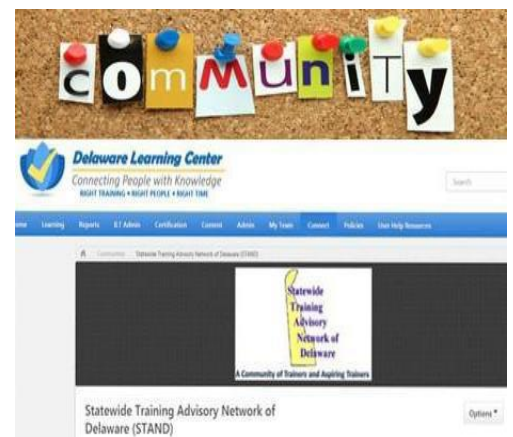 coMMuniTy
Delaware Learning Center
Connecting People with Knowledge
RIGHT TRAINING • RIGHT PEOPLE • RIGHT TIME
Search
Learning Reports ILT Admin Certification Content Admin My Team Connect Policies User Help Resources
Statewide Training Advisory Network of Delaware (STAND)
Statewide
Training
Advisory
Network of
Delaware
A Community of Trainers and Aspiring Trainers
Statewide Training Advisory Network of
Delaware (STAND)
Options